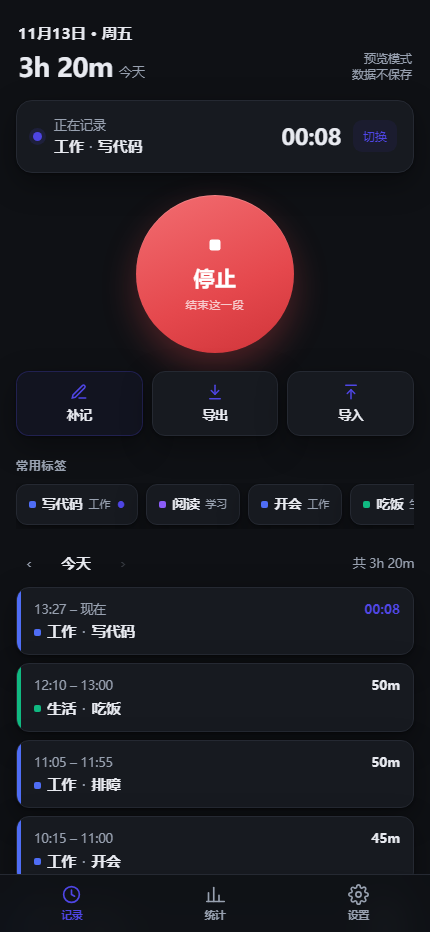 11月13日 • 周五
3h 20m 今天
预览模式
数据不保存
正在记录
工作 · 写代码
00:08
切换
停止
结束这一段
补记
导出
导入
常用标签
写代码 工作
阅读 学习
开会 工作
吃饭
‹ 今天 ›
共 3h 20m
13:27 – 现在
00:08
工作 · 写代码
12:10 – 13:00
50m
生活 · 吃饭
11:05 – 11:55
50m
工作 · 排障
10:15 – 11:00
45m
工作 · 开会
记录
统计
设置